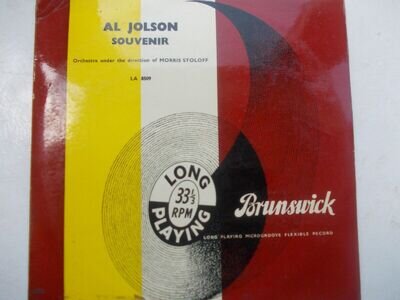 AL JOLSON
SOUVENIR
Orchestra under the direction of MORRIS STOLOFF
LA 8509
LONG
33⅓
RPM
PLAYING
Brunswick
LONG PLAYING MICROGROOVE FLEXIBLE RECORD